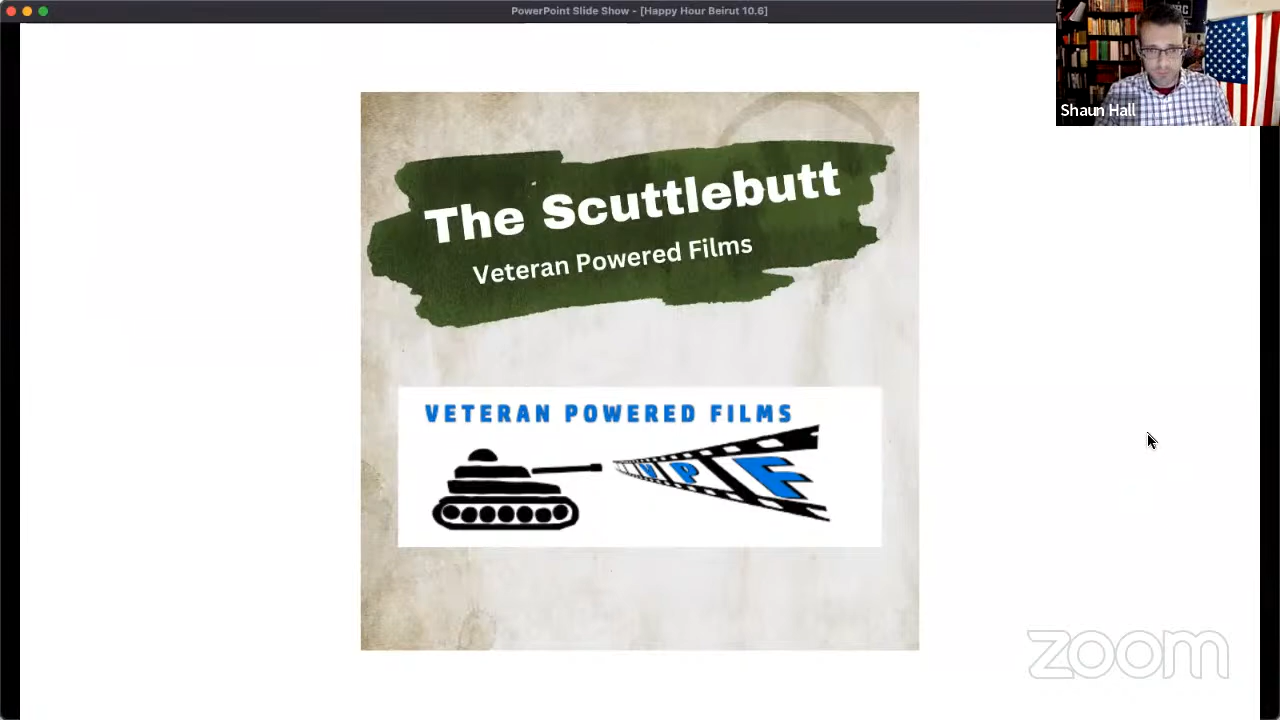 PowerPoint Slide Show - [Happy Hour Beirut 10.6]
Shaun Hall
The Scuttlebutt
Veteran Powered Films
VETERAN POWERED FILMS
VPF
zoom